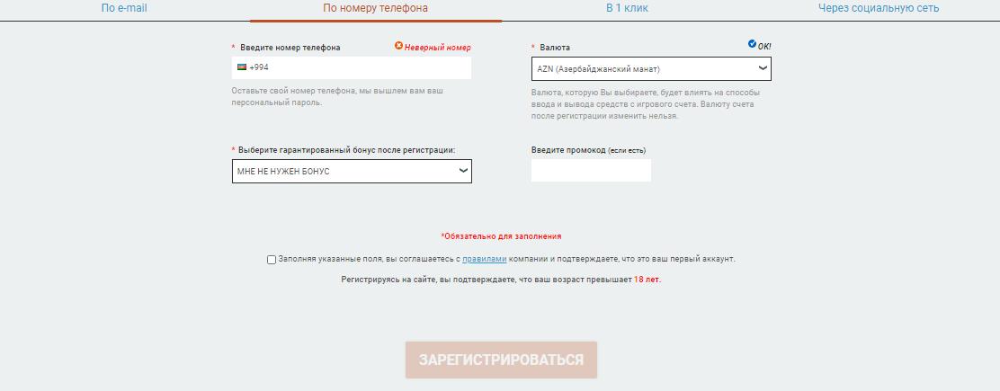 По e-mail
По номеру телефона
В 1 клик
Через социальную сеть
* Введите номер телефона
Неверный номер
* Валюта
OK!
+994
AZN (Азербайджанский манат)
Оставьте свой номер телефона, мы вышлем вам ваш
персональный пароль.
Валюта, которую Вы выбираете, будет влиять на способы
ввода и вывода средств с игрового счета. Валюту счета
после регистрации изменить нельзя.
* Выберите гарантированный бонус после регистрации:
Введите промокод (если есть)
МНЕ НЕ НУЖЕН БОНУС
*Обязательно для заполнения
Заполняя указанные поля, вы соглашаетесь с правилами компании и подтверждаете, что это ваш первый аккаунт.
Регистрируясь на сайте, вы подтверждаете, что ваш возраст превышает 18 лет.
ЗАРЕГИСТРИРОВАТЬСЯ